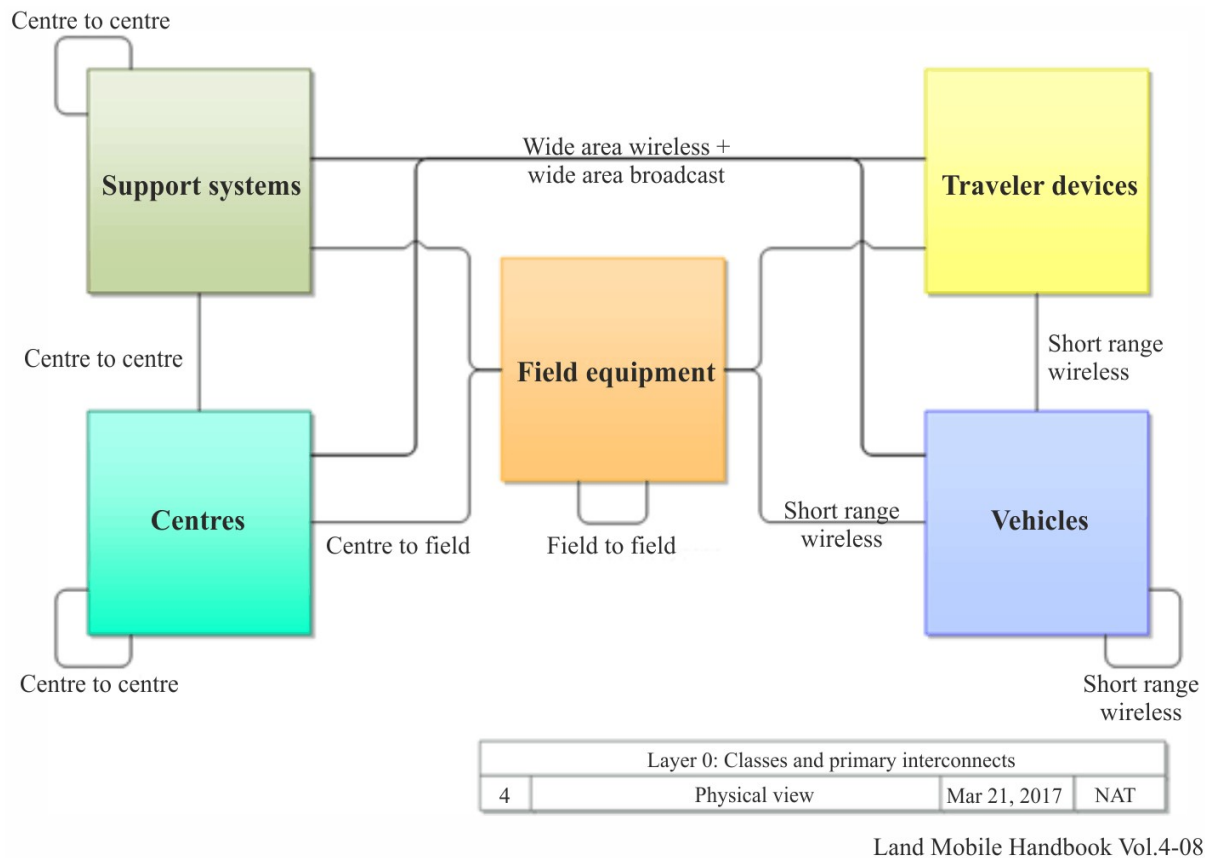 Centre to centre
Support systems
Wide area wireless +
wide area broadcast
Traveler devices
Centre to centre
Field equipment
Short range
wireless
Centres
Centre to field
Field to field
Short range
wireless
Vehicles
Centre to centre
Short range
wireless
Layer 0: Classes and primary interconnects
4 Physical view Mar 21, 2017 NAT
Land Mobile Handbook Vol.4-08